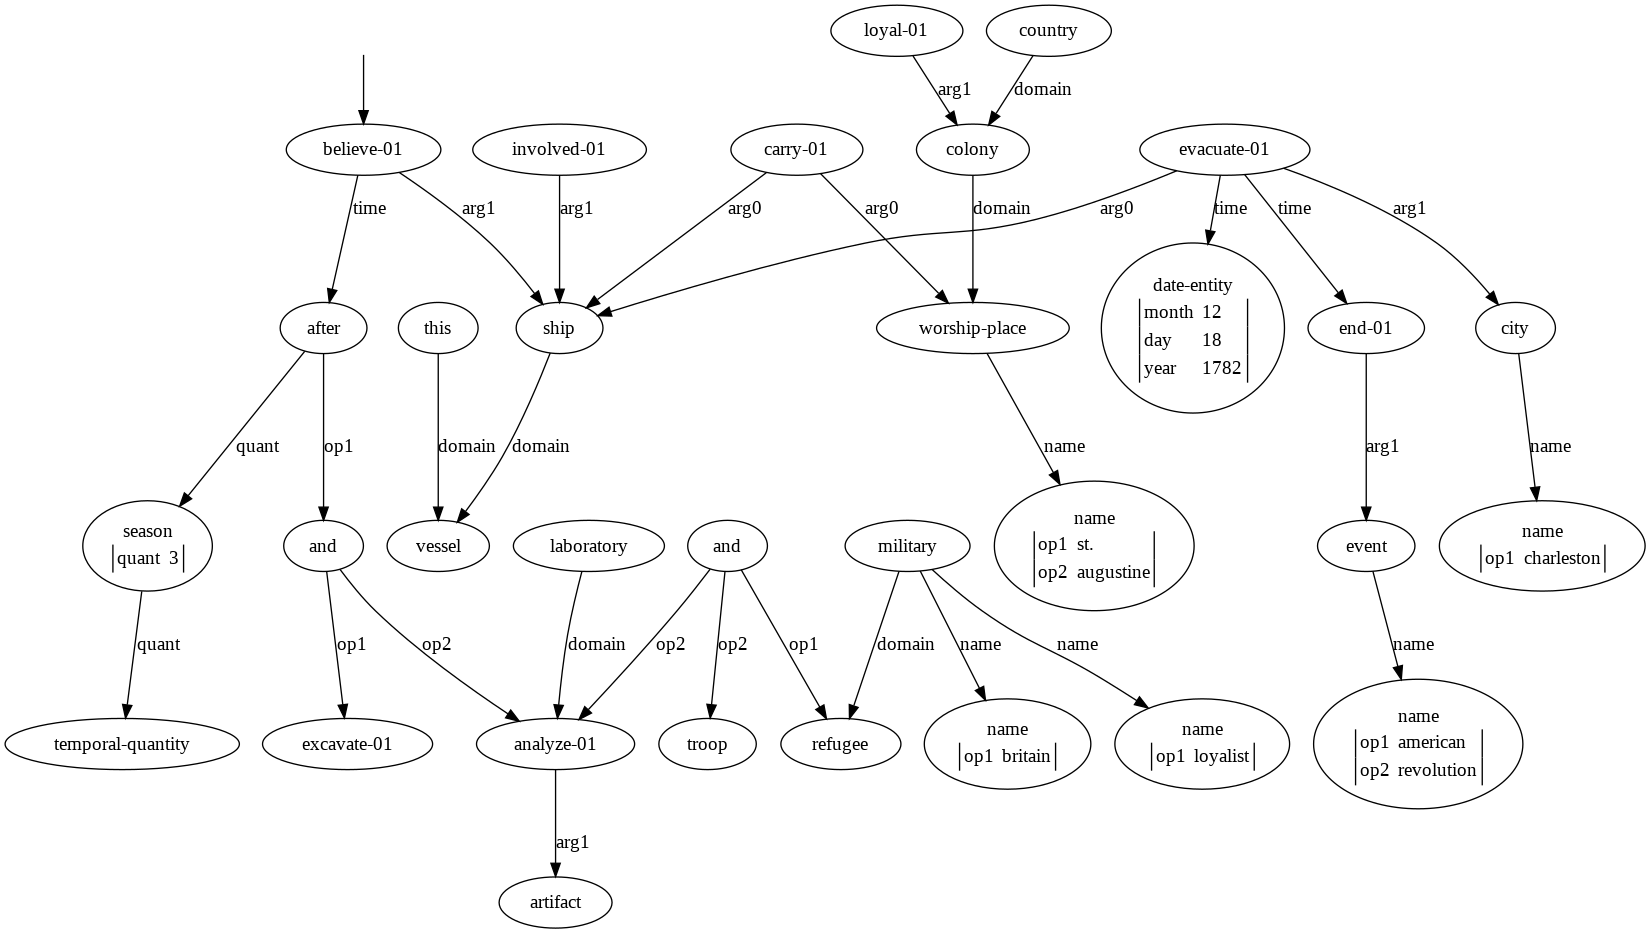 loyal-01
country
arg1
domain
believe-01
involved-01
carry-01
colony
evacuate-01
time
arg1
arg1
arg0
arg0
domain
arg0
time
time
arg1
after
this
ship
worship-place
date-entity
month 12
day 18
year 1782
end-01
city
quant
op1
domain
domain
name
arg1
name
season
quant 3
and
vessel
laboratory
and
military
name
op1 st.
op2 augustine
event
name
op1 charleston
quant
op1
op2
domain
op2
op2
op1
domain
name
name
name
temporal-quantity
excavate-01
analyze-01
troop
refugee
name
op1 britain
name
op1 loyalist
name
op1 american
op2 revolution
arg1
artifact